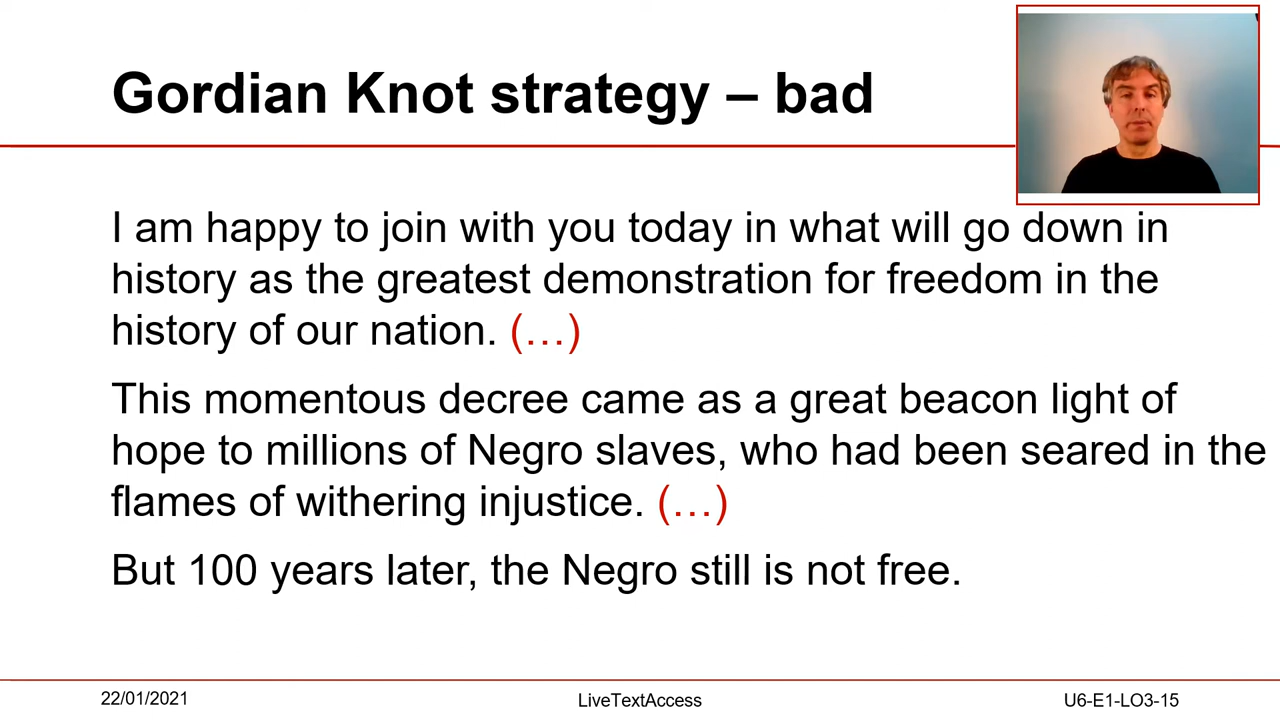 Gordian Knot strategy – bad
I am happy to join with you today in what will go down in
history as the greatest demonstration for freedom in the
history of our nation. (…)
This momentous decree came as a great beacon light of
hope to millions of Negro slaves, who had been seared in the
flames of withering injustice. (…)
But 100 years later, the Negro still is not free.
22/01/2021
LiveTextAccess
U6-E1-LO3-15